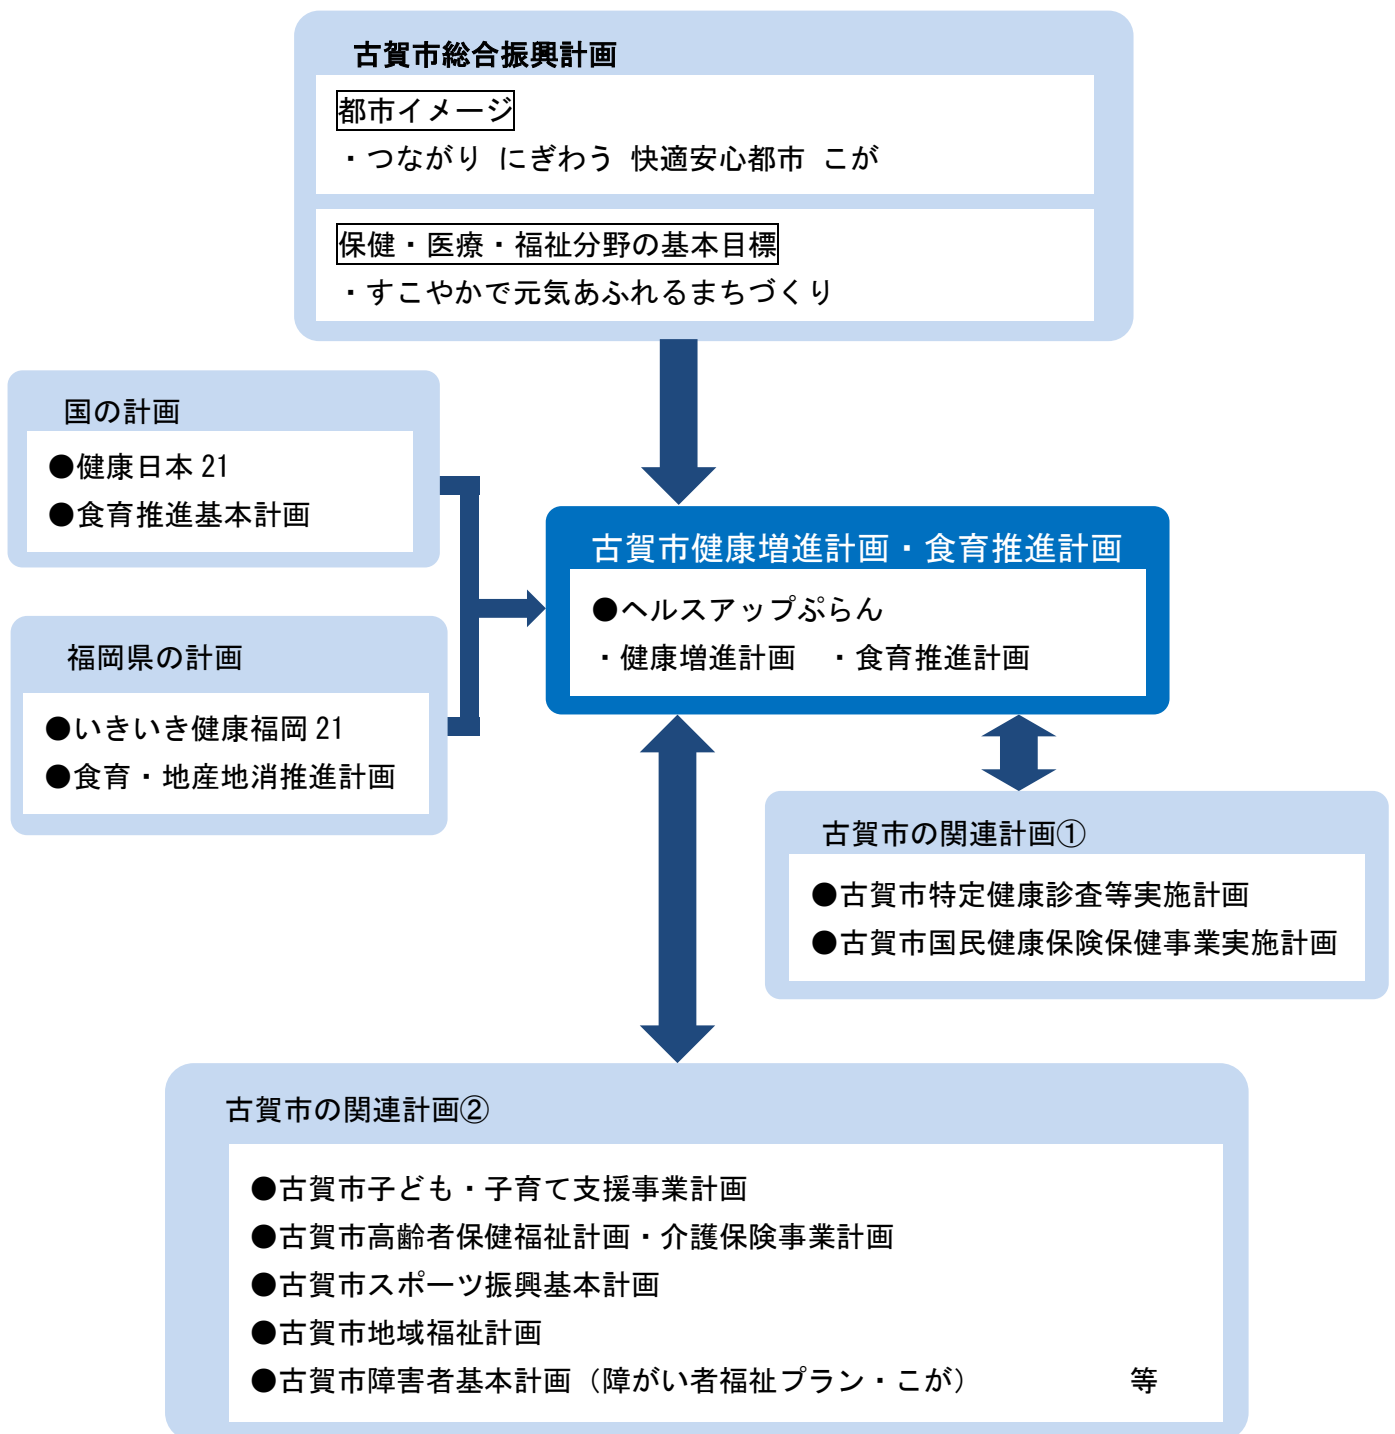 古賀市総合振興計画
都市イメージ
・つながり にぎわう 快適安心都市 こが
保健・医療・福祉分野の基本目標
・すこやかで元気あふれるまちづくり
国の計画
●健康日本 21
●食育推進基本計画
古賀市健康増進計画・食育推進計画
●ヘルスアップぷらん
・健康増進計画 ・食育推進計画
福岡県の計画
●いきいき健康福岡 21
●食育・地産地消推進計画
古賀市の関連計画①
●古賀市特定健康診査等実施計画
●古賀市国民健康保険保健事業実施計画
古賀市の関連計画②
●古賀市子ども・子育て支援事業計画
●古賀市高齢者保健福祉計画・介護保険事業計画
●古賀市スポーツ振興基本計画
●古賀市地域福祉計画
●古賀市障害者基本計画（障がい者福祉プラン・こが） 等